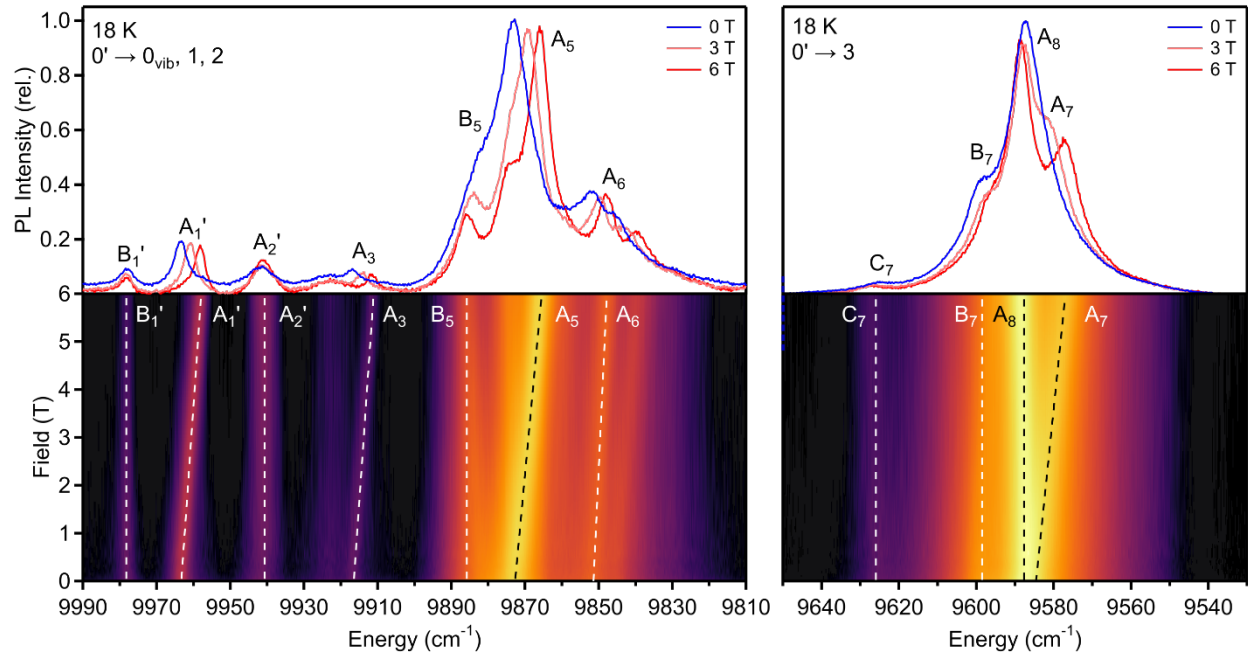 18 K
0' → 0vib, 1, 2
0 T
3 T
6 T
A5
B5
A6
B1'
A1'
A2'
A3
PL Intensity (rel.)
1.0
0.8
0.6
0.4
0.2
6
5
4
3
2
1
0
Field (T)
B1' A1' A2' A3 B5 A5 A6
9990 9970 9950 9930 9910 9890 9870 9850 9830 9810
Energy (cm-1)
18 K
0' → 3
0 T
3 T
6 T
A8
A7
B7
C7
C7 B7 A8 A7
9640 9620 9600 9580 9560 9540
Energy (cm-1)